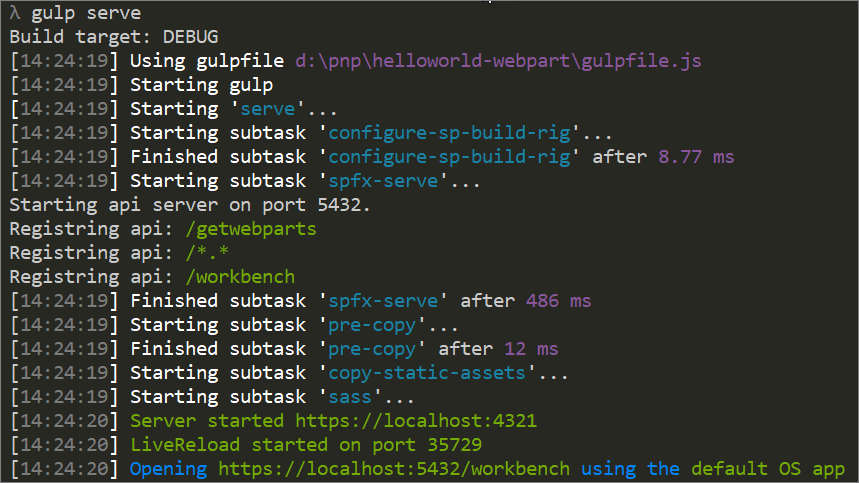 λ gulp serve
Build target: DEBUG
[14:24:19] Using gulpfile d:\pnp\helloworld-webpart\gulpfile.js
[14:24:19] Starting gulp
[14:24:19] Starting 'serve'...
[14:24:19] Starting subtask 'configure-sp-build-rig'...
[14:24:19] Finished subtask 'configure-sp-build-rig' after 8.77 ms
[14:24:19] Starting subtask 'spfx-serve'...
Starting api server on port 5432.
Registring api: /getwebparts
Registring api: /*.*
Registring api: /workbench
[14:24:19] Finished subtask 'spfx-serve' after 486 ms
[14:24:19] Starting subtask 'pre-copy'...
[14:24:19] Finished subtask 'pre-copy' after 12 ms
[14:24:19] Starting subtask 'copy-static-assets'...
[14:24:19] Starting subtask 'sass'...
[14:24:20] Server started https://localhost:4321
[14:24:20] LiveReload started on port 35729
[14:24:20] Opening https://localhost:5432/workbench using the default OS app